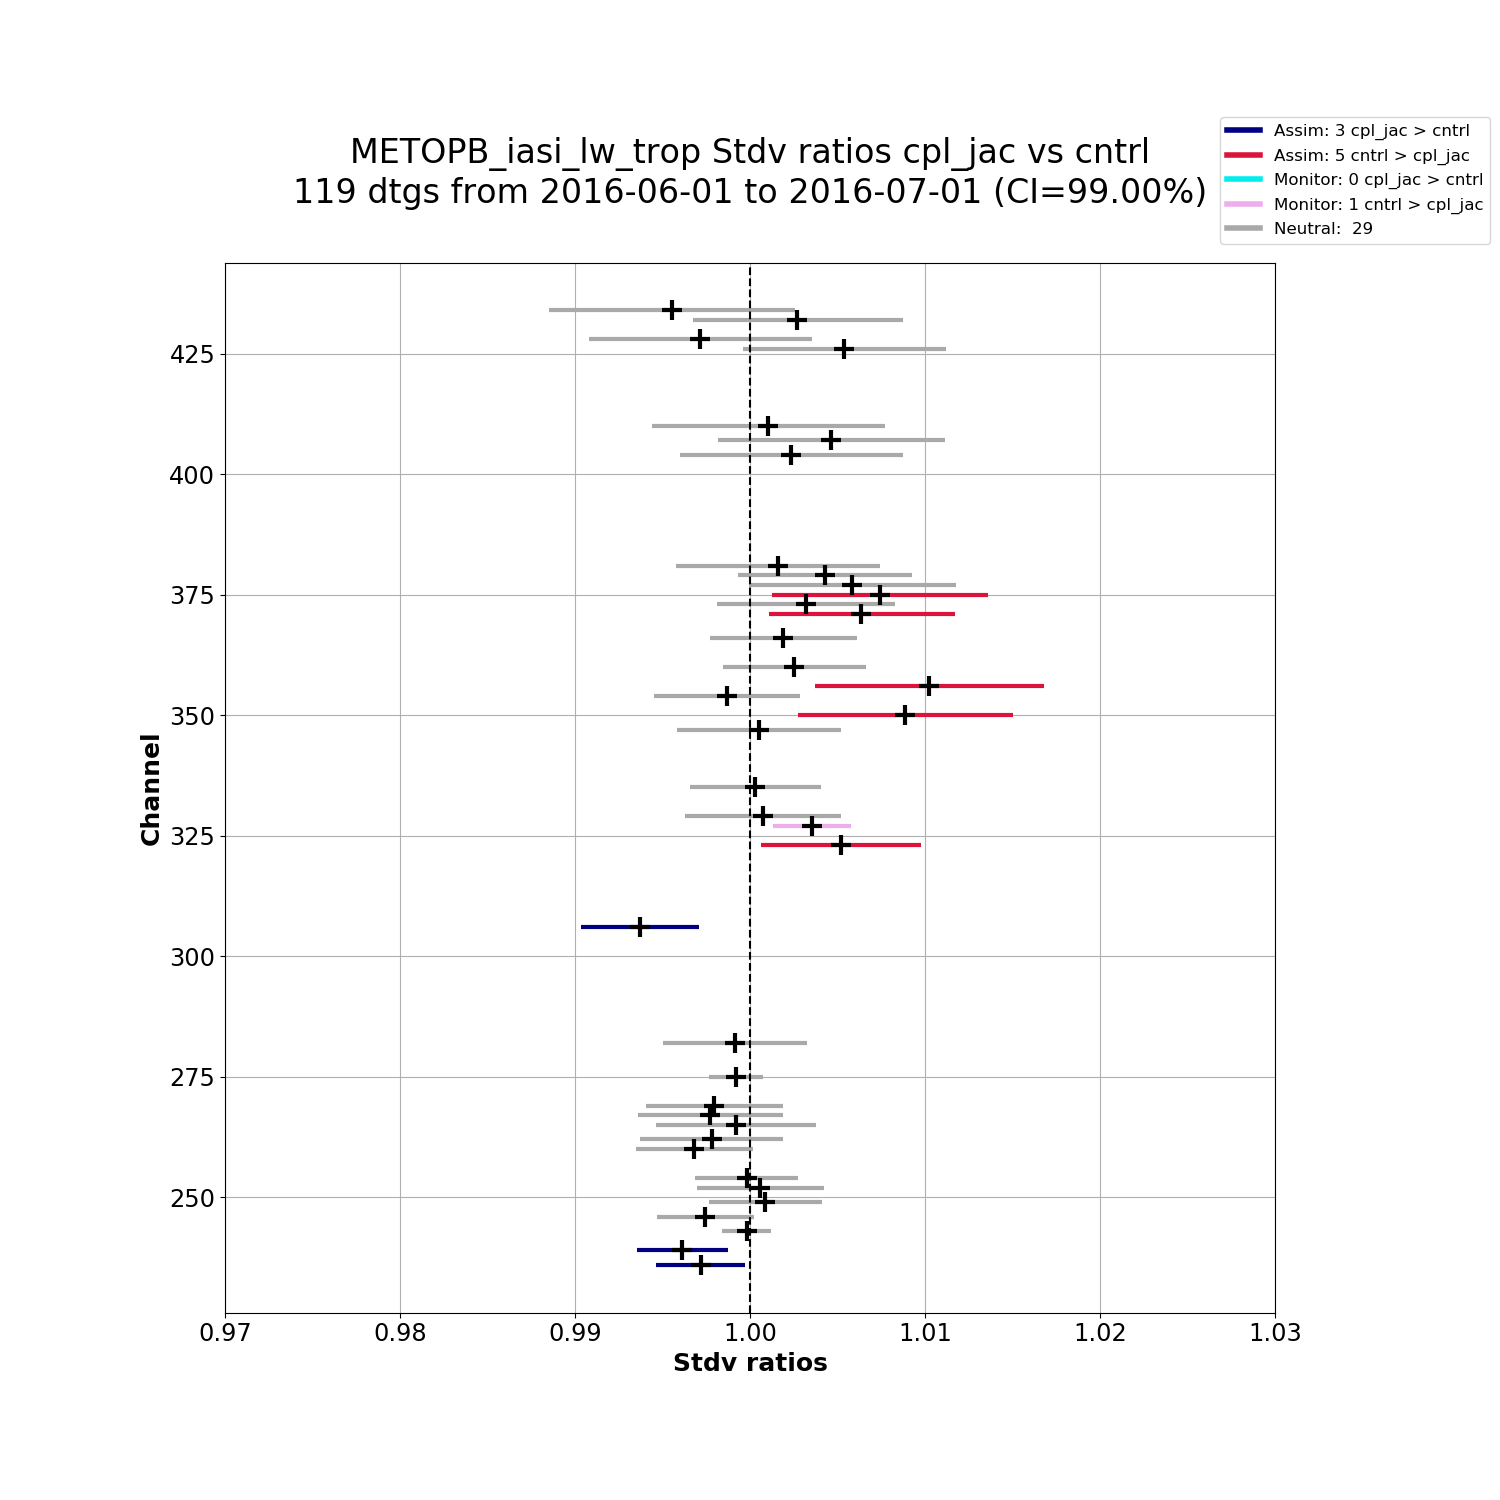 METOPB_iasi_lw_trop Stdv ratios cpl_jac vs cntrl
119 dtgs from 2016-06-01 to 2016-07-01 (CI=99.00%)
Assim: 3 cpl_jac > cntrl
Assim: 5 cntrl > cpl_jac
Monitor: 0 cpl_jac > cntrl
Monitor: 1 cntrl > cpl_jac
Neutral:  29
425
400
375
350
325
300
275
250
Channel
0.97 0.98 0.99 1.00 1.01 1.02 1.03
Stdv ratios